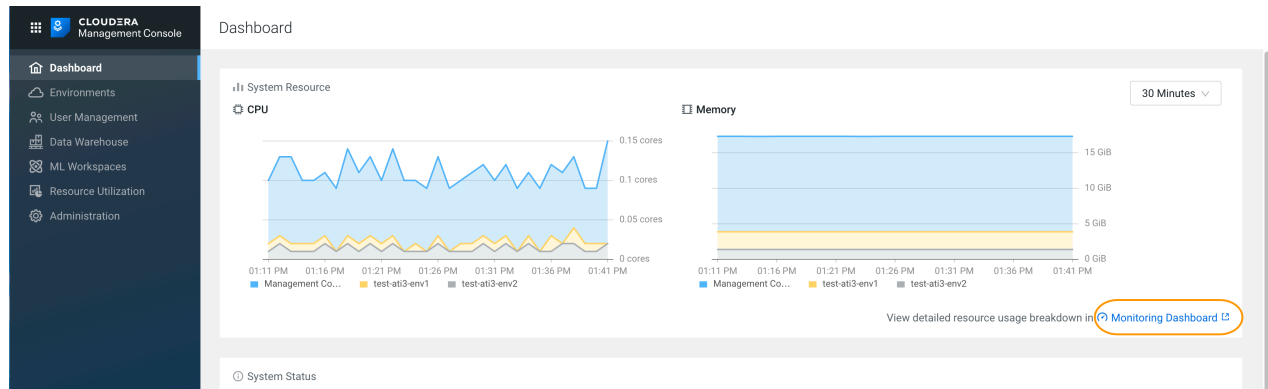 CLOUDERA
Management Console
Dashboard
Environments
User Management
Data Warehouse
ML Workspaces
Resource Utilization
Administration
Dashboard
System Resource
30 Minutes
CPU
0.15 cores
0.1 cores
0.05 cores
0 cores
01:11 PM 01:16 PM 01:21 PM 01:26 PM 01:31 PM 01:36 PM 01:41 PM
Management Co... test-ati3-env1 test-ati3-env2
Memory
15 GiB
10 GiB
5 GiB
0 GiB
01:11 PM 01:16 PM 01:21 PM 01:26 PM 01:31 PM 01:36 PM 01:41 PM
Management Co... test-ati3-env1 test-ati3-env2
View detailed resource usage breakdown in Monitoring Dashboard
System Status